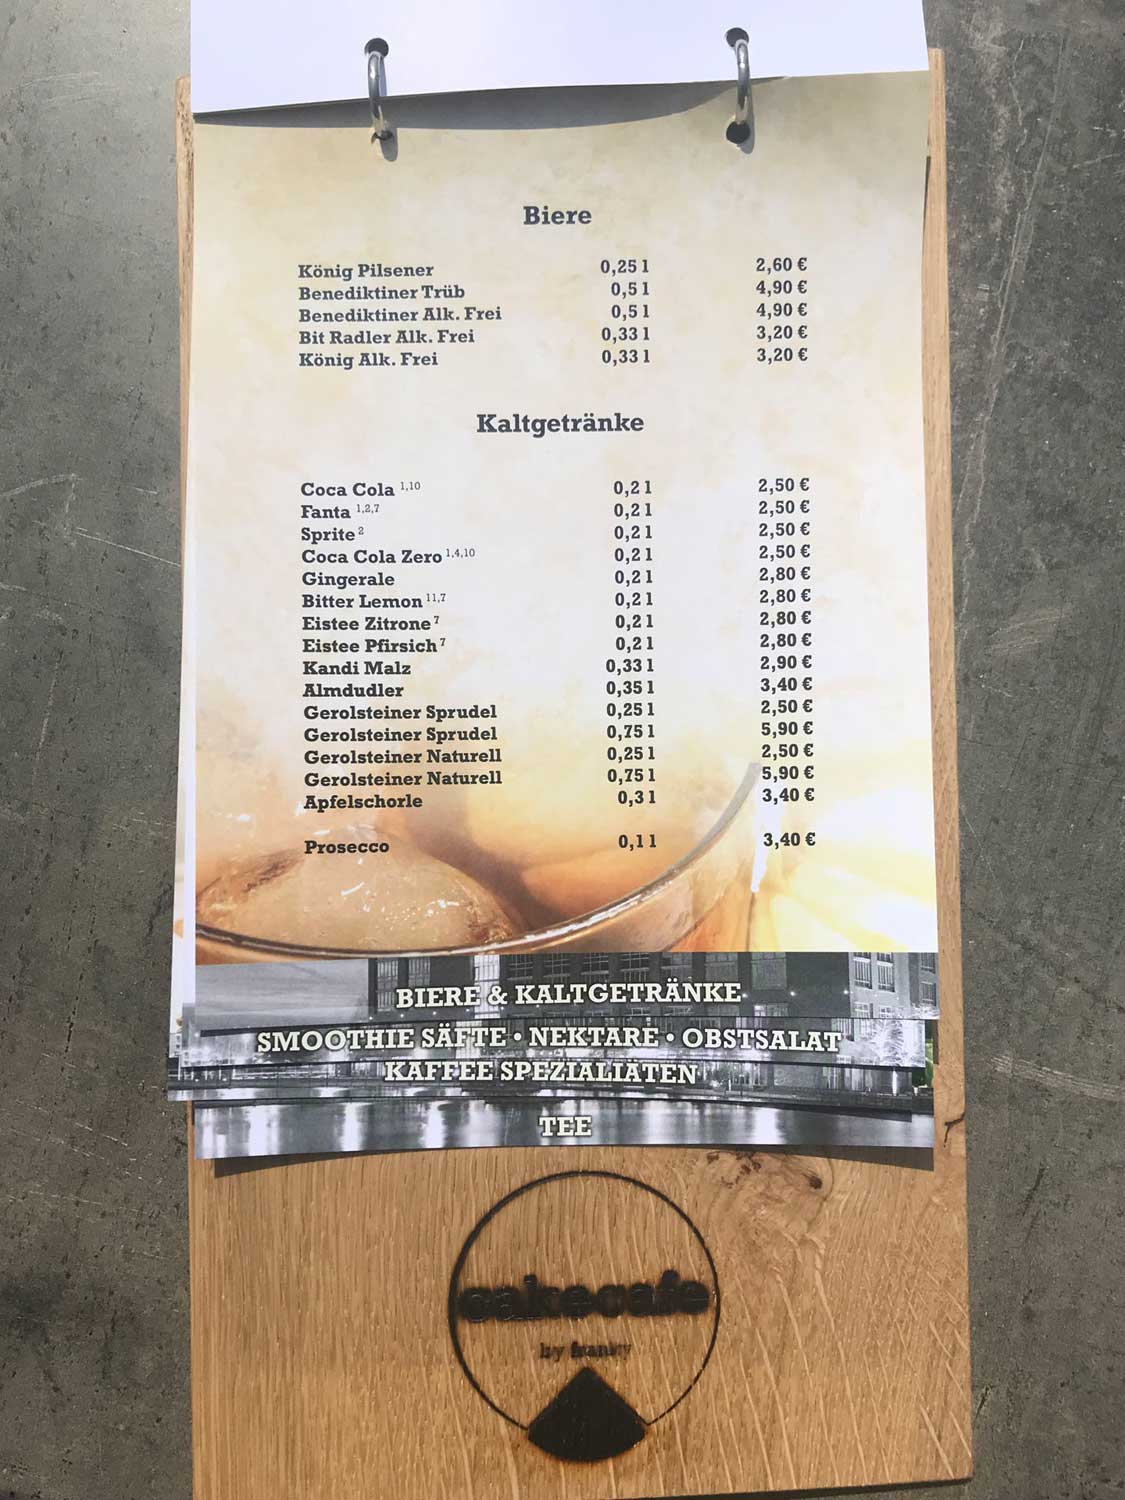 Biere
König Pilsener 0,25 l 2,60 €
Benediktiner Trüb 0,5 l 4,90 €
Benediktiner Alk. Frei 0,5 l 4,90 €
Bit Radler Alk. Frei 0,33 l 3,20 €
König Alk. Frei 0,33 l 3,20 €
Kaltgetränke
Coca Cola 1,10 0,2 l 2,50 €
Fanta 1,2,7 0,2 l 2,50 €
Sprite 2 0,2 l 2,50 €
Coca Cola Zero 1,4,10 0,2 l 2,50 €
Gingerale 0,2 l 2,80 €
Bitter Lemon 11,7 0,2 l 2,80 €
Eistee Zitrone 7 0,2 l 2,80 €
Eistee Pfirsich 7 0,2 l 2,80 €
Kandi Malz 0,33 l 2,90 €
Almdudler 0,35 l 3,40 €
Gerolsteiner Sprudel 0,25 l 2,50 €
Gerolsteiner Sprudel 0,75 l 5,90 €
Gerolsteiner Naturell 0,25 l 2,50 €
Gerolsteiner Naturell 0,75 l 5,90 €
Apfelschorle 0,3 l 3,40 €
Prosecco 0,1 l 3,40 €
BIERE & KALTGETRÄNKE
SMOOTHIE SÄFTE • NEKTARE • OBSTSALAT
KAFFEE SPEZIALIÄTEN
TEE
cakecafe
by franky